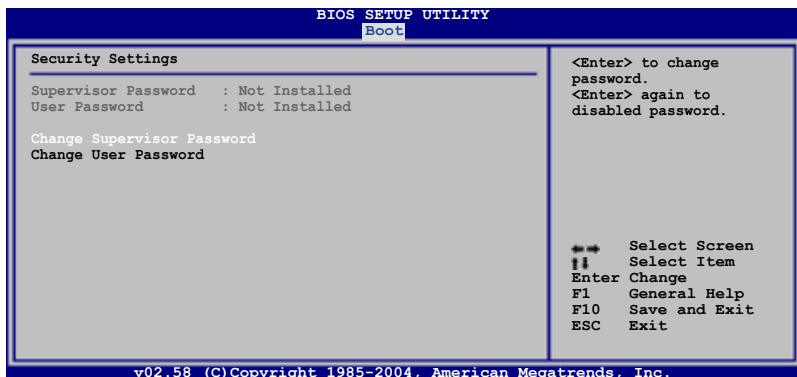 BIOS SETUP UTILITY
Boot
Security Settings
Supervisor Password : Not Installed
User Password : Not Installed
Change Supervisor Password
Change User Password
<Enter> to change
password.
<Enter> again to
disabled password.
Select Screen
Select Item
Enter Change
F1 General Help
F10 Save and Exit
ESC Exit
v02.58 (C)Copyright 1985-2004, American Megatrends, Inc.